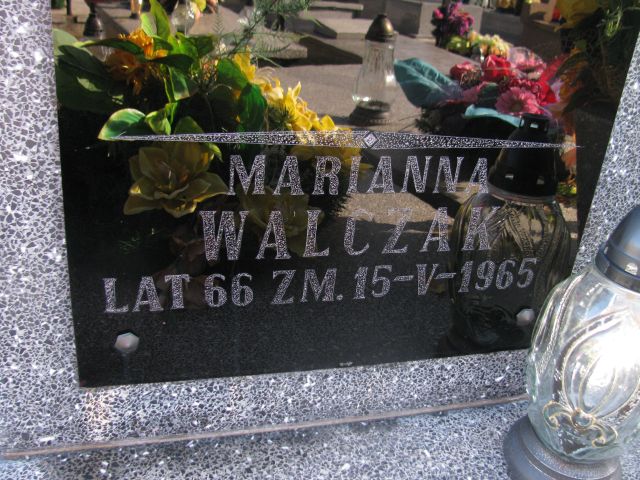 MARIANNA
WALCZAK
LAT 66 ZM. 15-V-1965